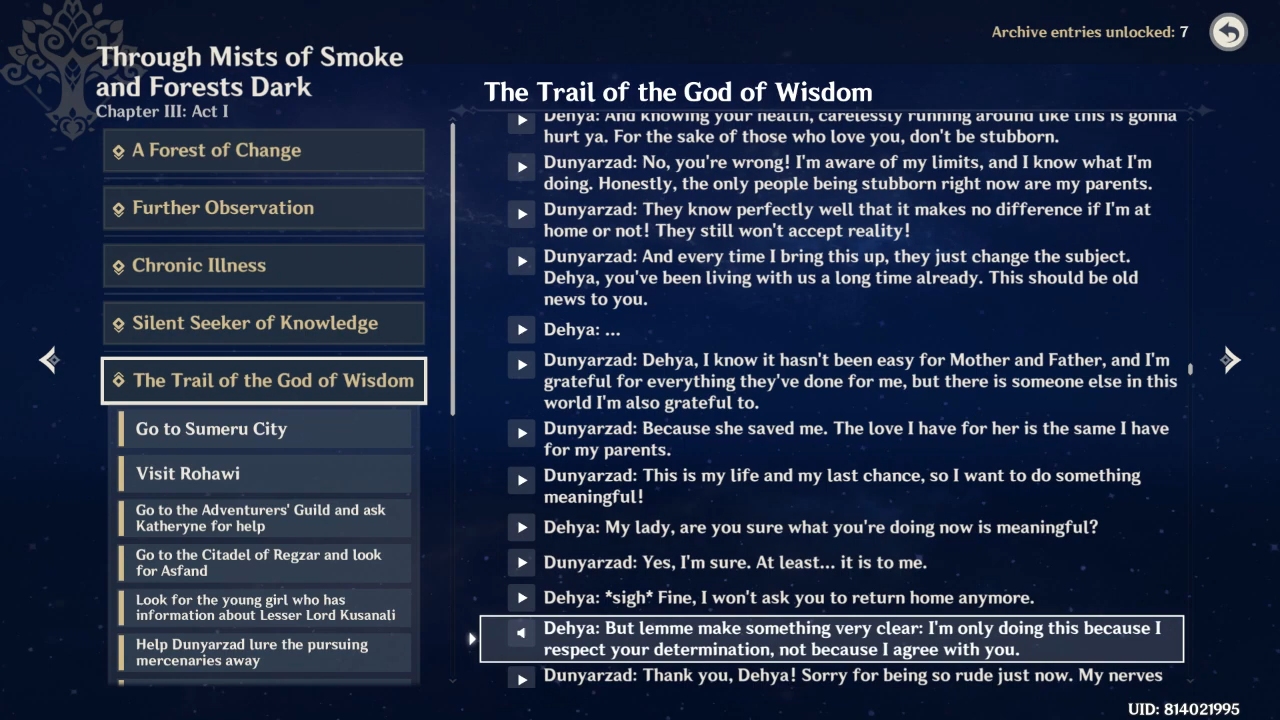 Archive entries unlocked: 7
Through Mists of Smoke
and Forests Dark
Chapter III: Act I
A Forest of Change
Further Observation
Chronic Illness
Silent Seeker of Knowledge
The Trail of the God of Wisdom
Go to Sumeru City
Visit Rohawi
Go to the Adventurers' Guild and ask
Katheryne for help
Go to the Citadel of Regzar and look
for Asfand
Look for the young girl who has
information about Lesser Lord Kusanali
Help Dunyarzad lure the pursuing
mercenaries away
The Trail of the God of Wisdom
Dehya: And knowing your health, carelessly running around like this is gonna
hurt ya. For the sake of those who love you, don't be stubborn.
Dunyarzad: No, you're wrong! I'm aware of my limits, and I know what I'm
doing. Honestly, the only people being stubborn right now are my parents.
Dunyarzad: They know perfectly well that it makes no difference if I'm at
home or not! They still won't accept reality!
Dunyarzad: And every time I bring this up, they just change the subject.
Dehya, you've been living with us a long time already. This should be old
news to you.
Dehya: ...
Dunyarzad: Dehya, I know it hasn't been easy for Mother and Father, and I'm
grateful for everything they've done for me, but there is someone else in this
world I'm also grateful to.
Dunyarzad: Because she saved me. The love I have for her is the same I have
for my parents.
Dunyarzad: This is my life and my last chance, so I want to do something
meaningful!
Dehya: My lady, are you sure what you're doing now is meaningful?
Dunyarzad: Yes, I'm sure. At least... it is to me.
Dehya: *sigh* Fine, I won't ask you to return home anymore.
Dehya: But lemme make something very clear: I'm only doing this because I
respect your determination, not because I agree with you.
Dunyarzad: Thank you, Dehya! Sorry for being so rude just now. My nerves
UID: 814021995